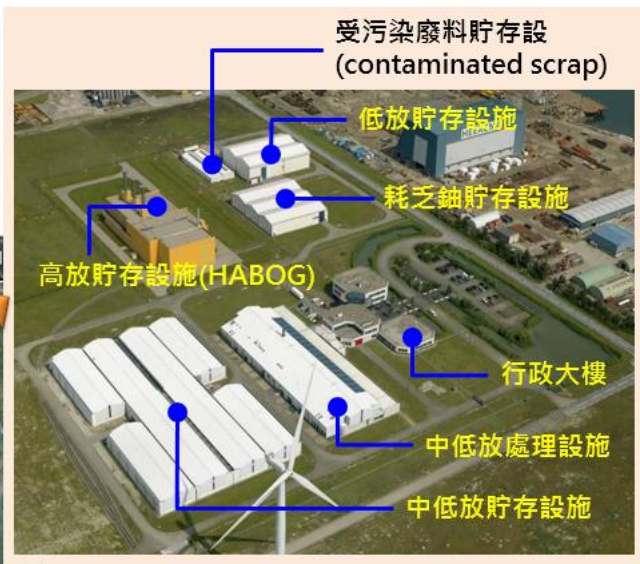 受污染廢料貯存設
(contaminated scrap)
低放貯存設施
耗乏鈾貯存設施
高放貯存設施(HABOG)
行政大樓
中低放處理設施
中低放貯存設施